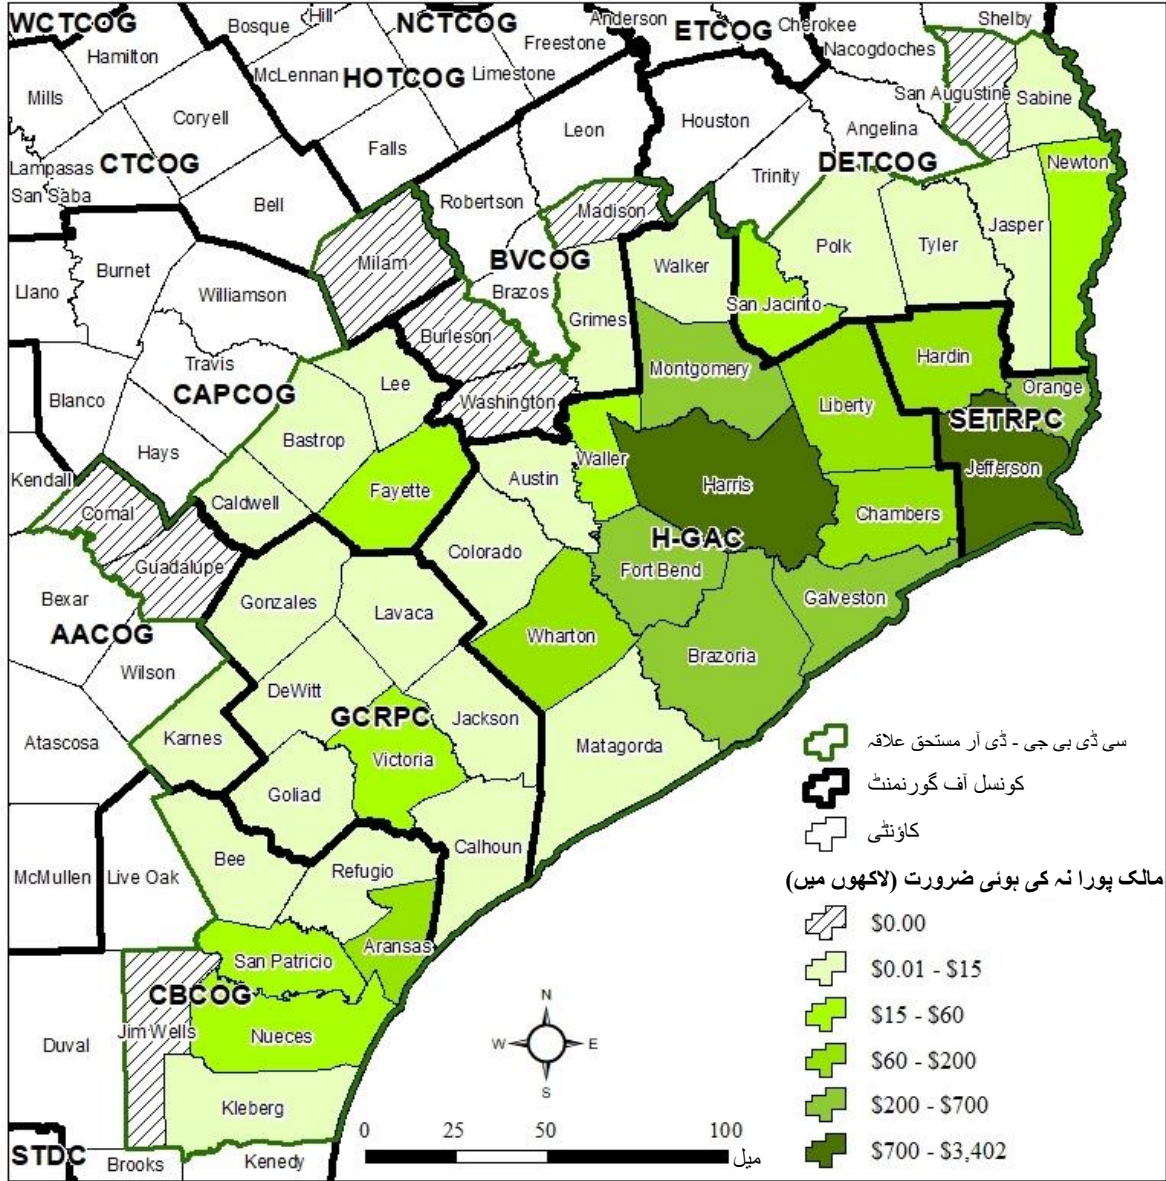 WCTCOG
Hill
Bosque
NCTCOG
Anderson
Cherokee
Shelby
ETCOG
Freestone
Nacogdoches
Hamilton
McLennan
HOTCOG
Limestone
San Augustine
Sabine
Mills
Coryell
Leon
Houston
Angelina
Falls
Lampasas
CTCOG
DETCOG
Newton
San Saba
Bell
Robertson
Madison
Trinity
Jasper
Polk
Tyler
Milam
BVCOG
Walker
Burnet
Llano
Williamson
Brazos
San Jacinto
Grimes
Burleson
Travis
Montgomery
Hardin
Orange
CAPCOG
Lee
Washington
Liberty
SETRPC
Blanco
Bastrop
Hays
Waller
Jefferson
Kendall
Austin
Harris
Fayette
Caldwell
Comal
Chambers
H-GAC
Colorado
Guadalupe
Fort Bend
Bexar
Gonzales
Lavaca
Galveston
AACOG
Wharton
Brazoria
Wilson
DeWitt
GCRPC
Jackson
Karnes
Atascosa
Matagorda
Victoria
Goliad
Calhoun
Bee
Refugio
McMullen
Live Oak
Aransas
San Patricio
CBCOG
Jim Wells
Nueces
Duval
Kleberg
STDC
Brooks
Kenedy
سی ڈی بی جی - ڈی آر مستحق علاقہ
کونسل آف گورنمنٹ
کاؤنٹی
مالک پورا نہ کی ہوئی ضرورت (لاکھوں میں)
$0.00
$0.01 - $15
$15 - $60
$60 - $200
$200 - $700
$700 - $3,402
N
W E
S
0 25 50 100
میل